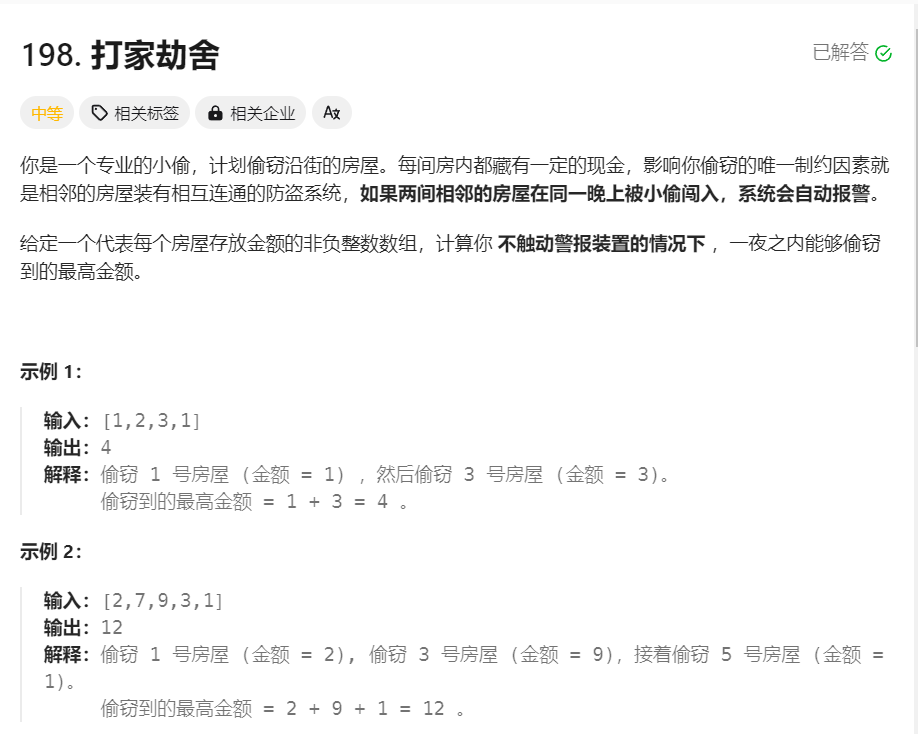 198. 打家劫舍
已解答
中等
相关标签
相关企业
你是一个专业的小偷，计划偷窃沿街的房屋。每间房内都藏有一定的现金，影响你偷窃的唯一制约因素就
是相邻的房屋装有相互连通的防盗系统，如果两间相邻的房屋在同一晚上被小偷闯入，系统会自动报警。
给定一个代表每个房屋存放金额的非负整数数组，计算你 不触动警报装置的情况下 ，一夜之内能够偷窃
到的最高金额。
示例 1：
输入：[1,2,3,1]
输出：4
解释：偷窃 1 号房屋 (金额 = 1) ，然后偷窃 3 号房屋 (金额 = 3)。
偷窃到的最高金额 = 1 + 3 = 4 。
示例 2：
输入：[2,7,9,3,1]
输出：12
解释：偷窃 1 号房屋 (金额 = 2), 偷窃 3 号房屋 (金额 = 9)，接着偷窃 5 号房屋 (金额 =
1)。
偷窃到的最高金额 = 2 + 9 + 1 = 12 。